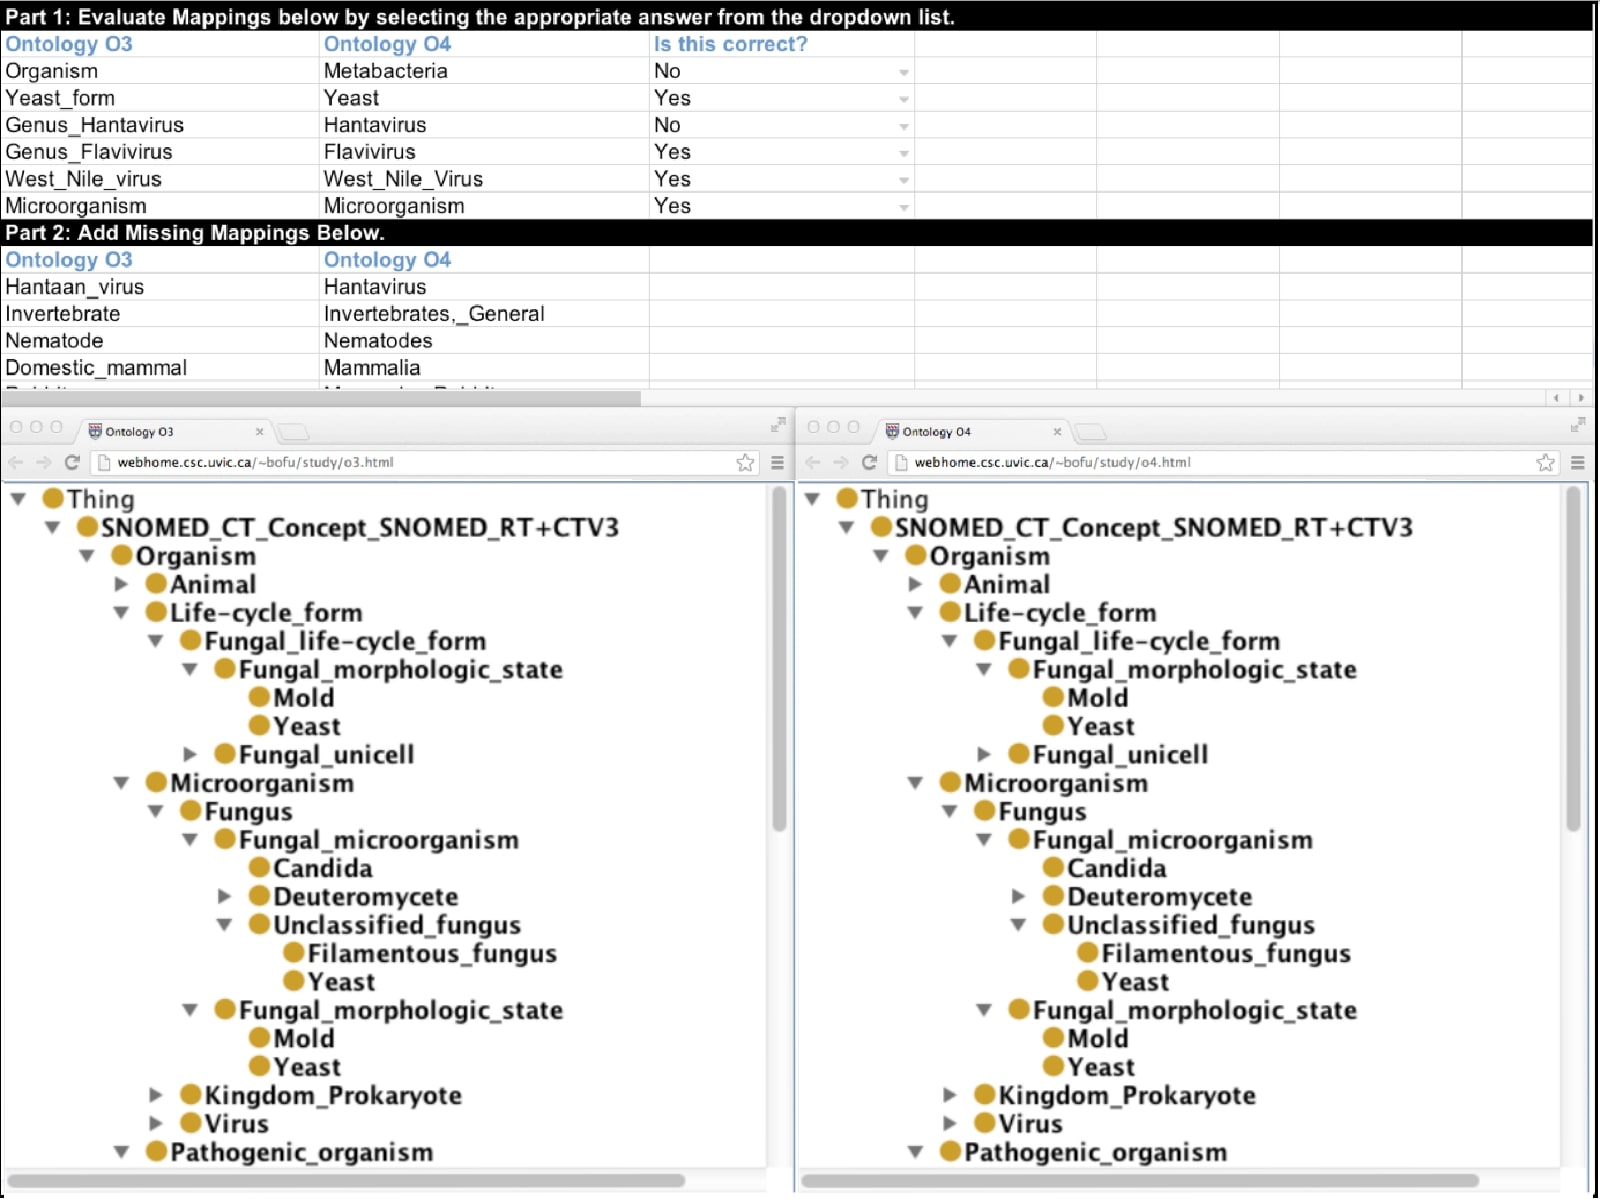 Part 1: Evaluate Mappings below by selecting the appropriate answer from the dropdown list.
Ontology O3 Ontology O4 Is this correct?
Organism Metabacteria No
Yeast_form Yeast Yes
Genus_Hantavirus Hantavirus No
Genus_Flavivirus Flavivirus Yes
West_Nile_virus West_Nile_Virus Yes
Microorganism Microorganism Yes
Part 2: Add Missing Mappings Below.
Ontology O3 Ontology O4
Hantaan_virus Hantavirus
Invertebrate Invertebrates,_General
Nematode Nematodes
Domestic_mammal Mammalia
Ontology O3
webhome.csc.uvic.ca/~bofu/study/o3.html
Thing
SNOMED_CT_Concept_SNOMED_RT+CTV3
Organism
Animal
Life-cycle_form
Fungal_life-cycle_form
Fungal_morphologic_state
Mold
Yeast
Fungal_unicell
Microorganism
Fungus
Fungal_microorganism
Candida
Deuteromycete
Unclassified_fungus
Filamentous_fungus
Yeast
Fungal_morphologic_state
Mold
Yeast
Kingdom_Prokaryote
Virus
Pathogenic_organism
Ontology O4
webhome.csc.uvic.ca/~bofu/study/o4.html
Thing
SNOMED_CT_Concept_SNOMED_RT+CTV3
Organism
Animal
Life-cycle_form
Fungal_life-cycle_form
Fungal_morphologic_state
Mold
Yeast
Fungal_unicell
Microorganism
Fungus
Fungal_microorganism
Candida
Deuteromycete
Unclassified_fungus
Filamentous_fungus
Yeast
Fungal_morphologic_state
Mold
Yeast
Kingdom_Prokaryote
Virus
Pathogenic_organism